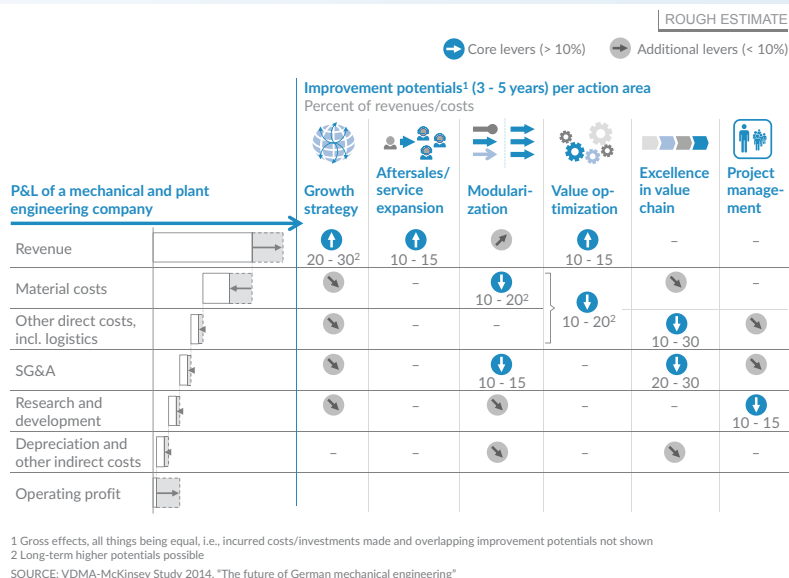 ROUGH ESTIMATE
Core levers (> 10%) Additional levers (< 10%)
Improvement potentials¹ (3 - 5 years) per action area
Percent of revenues/costs
P&L of a mechanical and plant
engineering company
Growth
strategy
Aftersales/
service
expansion
Modulari-
zation
Value op-
timization
Excellence
in value
chain
Project
manage-
ment
Revenue
20 - 30² 10 - 15 10 - 15 – –
Material costs – 10 - 20² – 
Other direct costs,
incl. logistics
– – 10 - 20² 10 - 30
SG&A – 10 - 15 – 20 - 30
Research and
development
– – – 10 - 15
Depreciation and
other indirect costs
– – – –
Operating profit
1 Gross effects, all things being equal, i.e., incurred costs/investments made and overlapping improvement potentials not shown
2 Long-term higher potentials possible
SOURCE: VDMA-McKinsey Study 2014, "The future of German mechanical engineering"